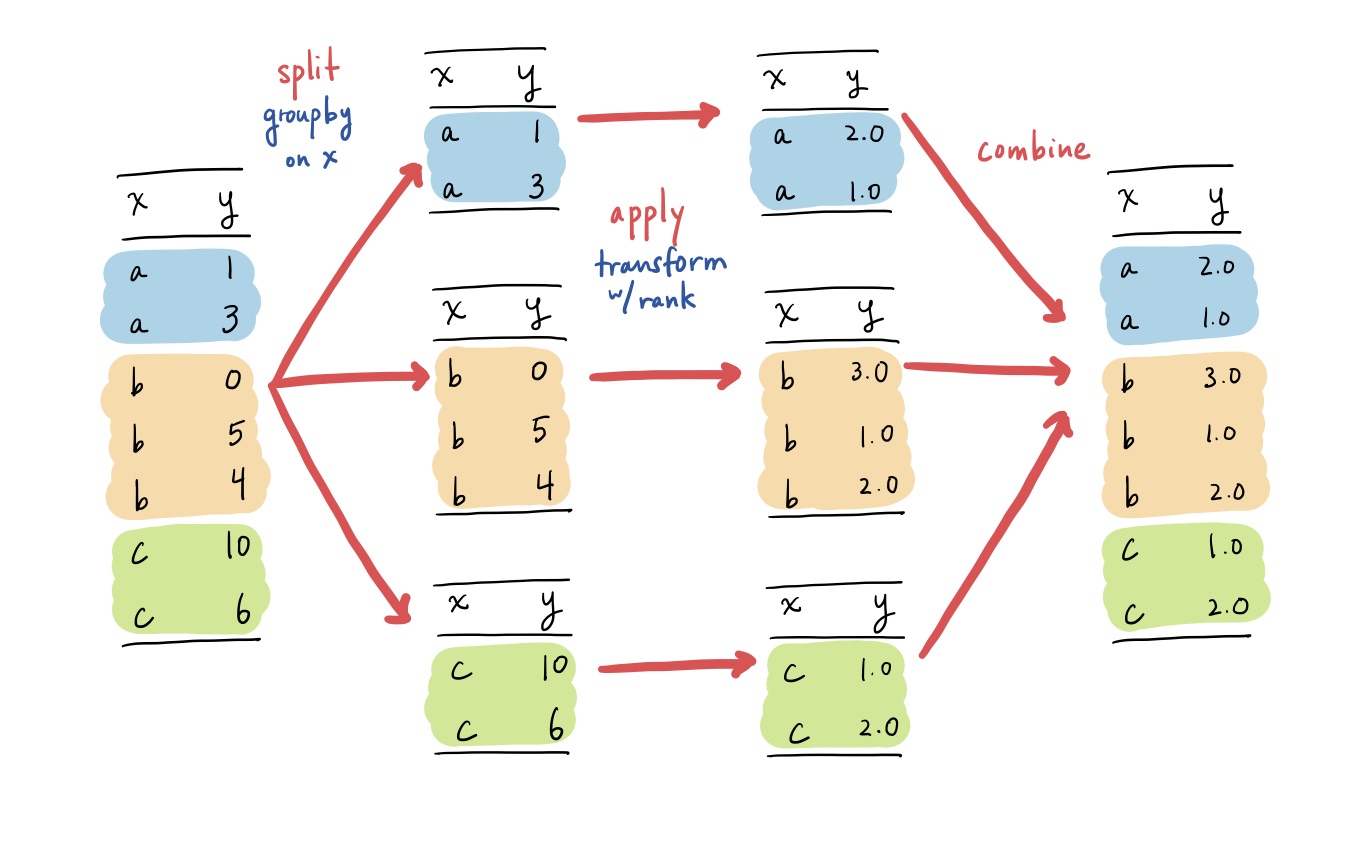 split
groupby
on x
x y
a 1
a 3
b 0
b 5
b 4
c 10
c 6
x y
a 1
a 3
x y
b 0
b 5
b 4
x y
c 10
c 6
apply
transform
w/rank
x y
a 2.0
a 1.0
x y
b 3.0
b 1.0
b 2.0
x y
c 1.0
c 2.0
combine
x y
a 2.0
a 1.0
b 3.0
b 1.0
b 2.0
c 1.0
c 2.0